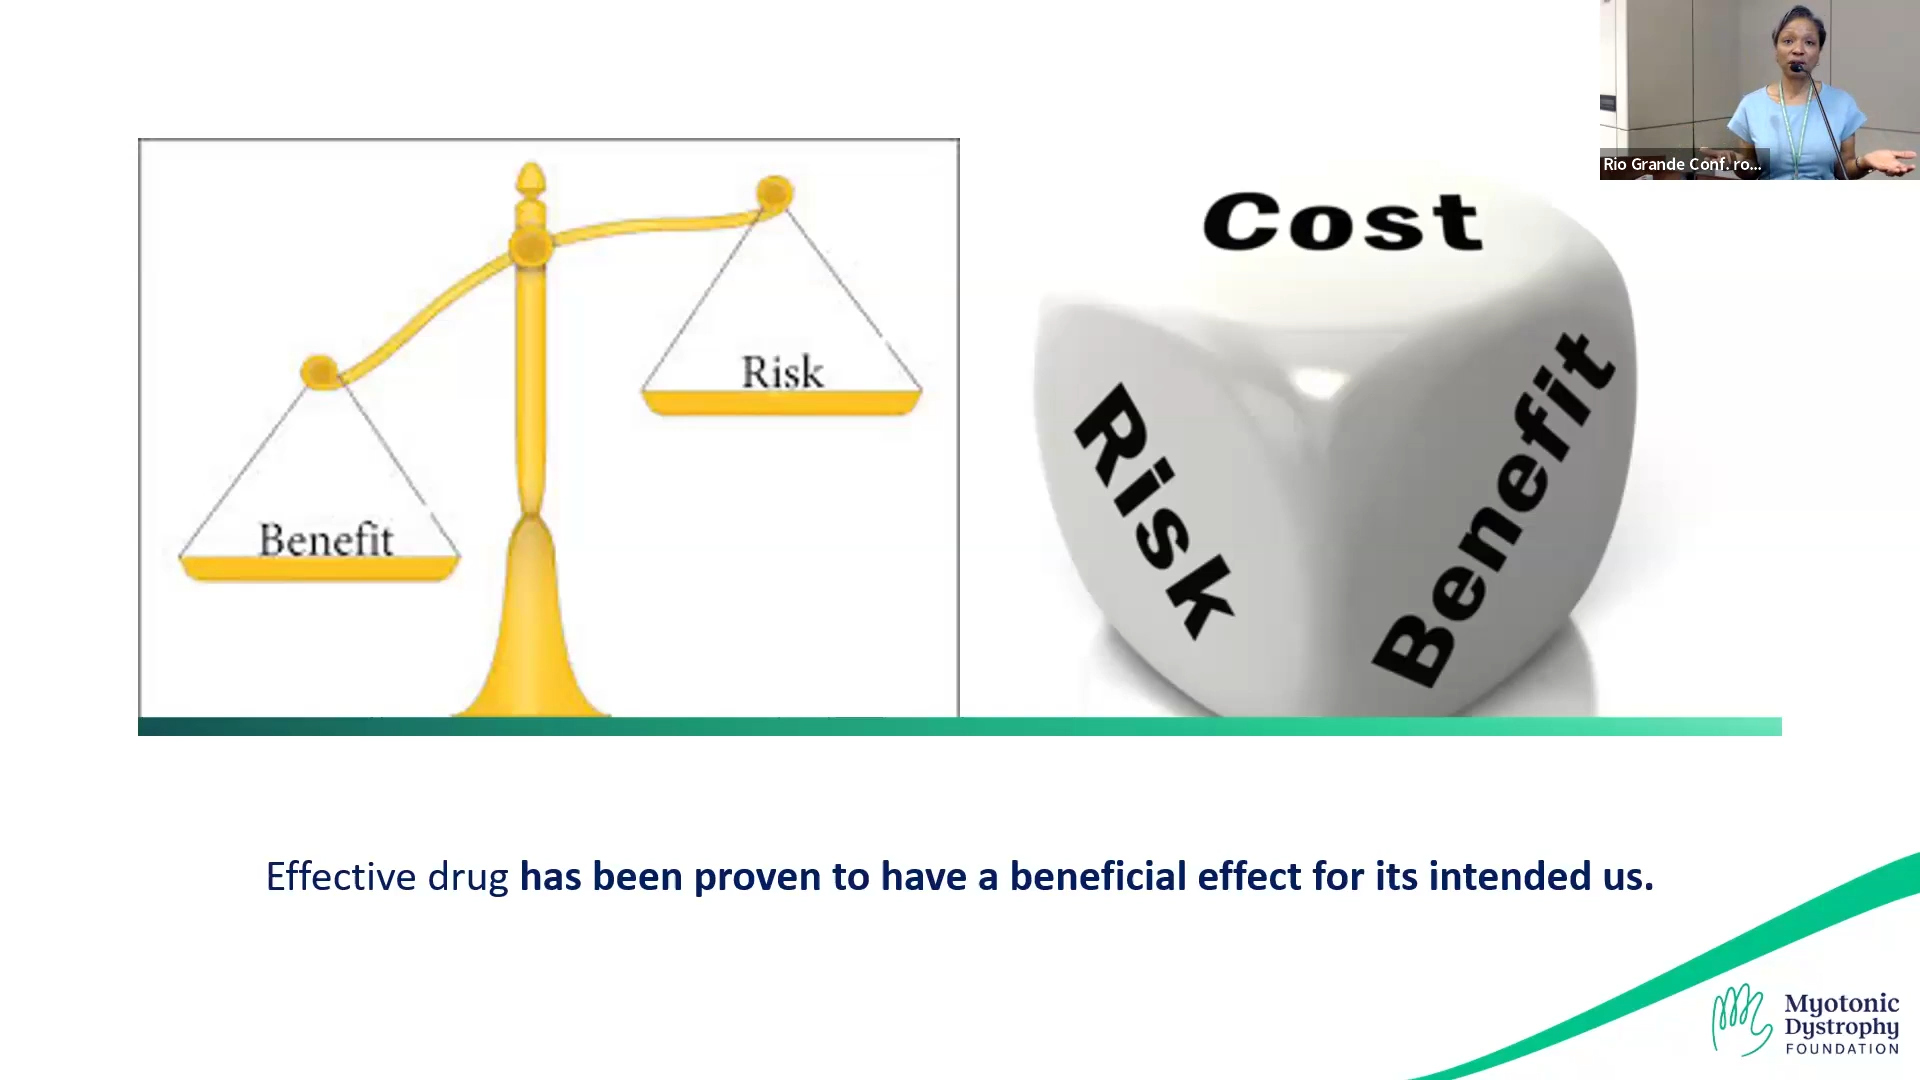 Rio Grande Conf. ro...
Cost
Risk
Benefit
Risk
Benefit
Effective drug has been proven to have a beneficial effect for its intended us.
Myotonic
Dystrophy
FOUNDATION